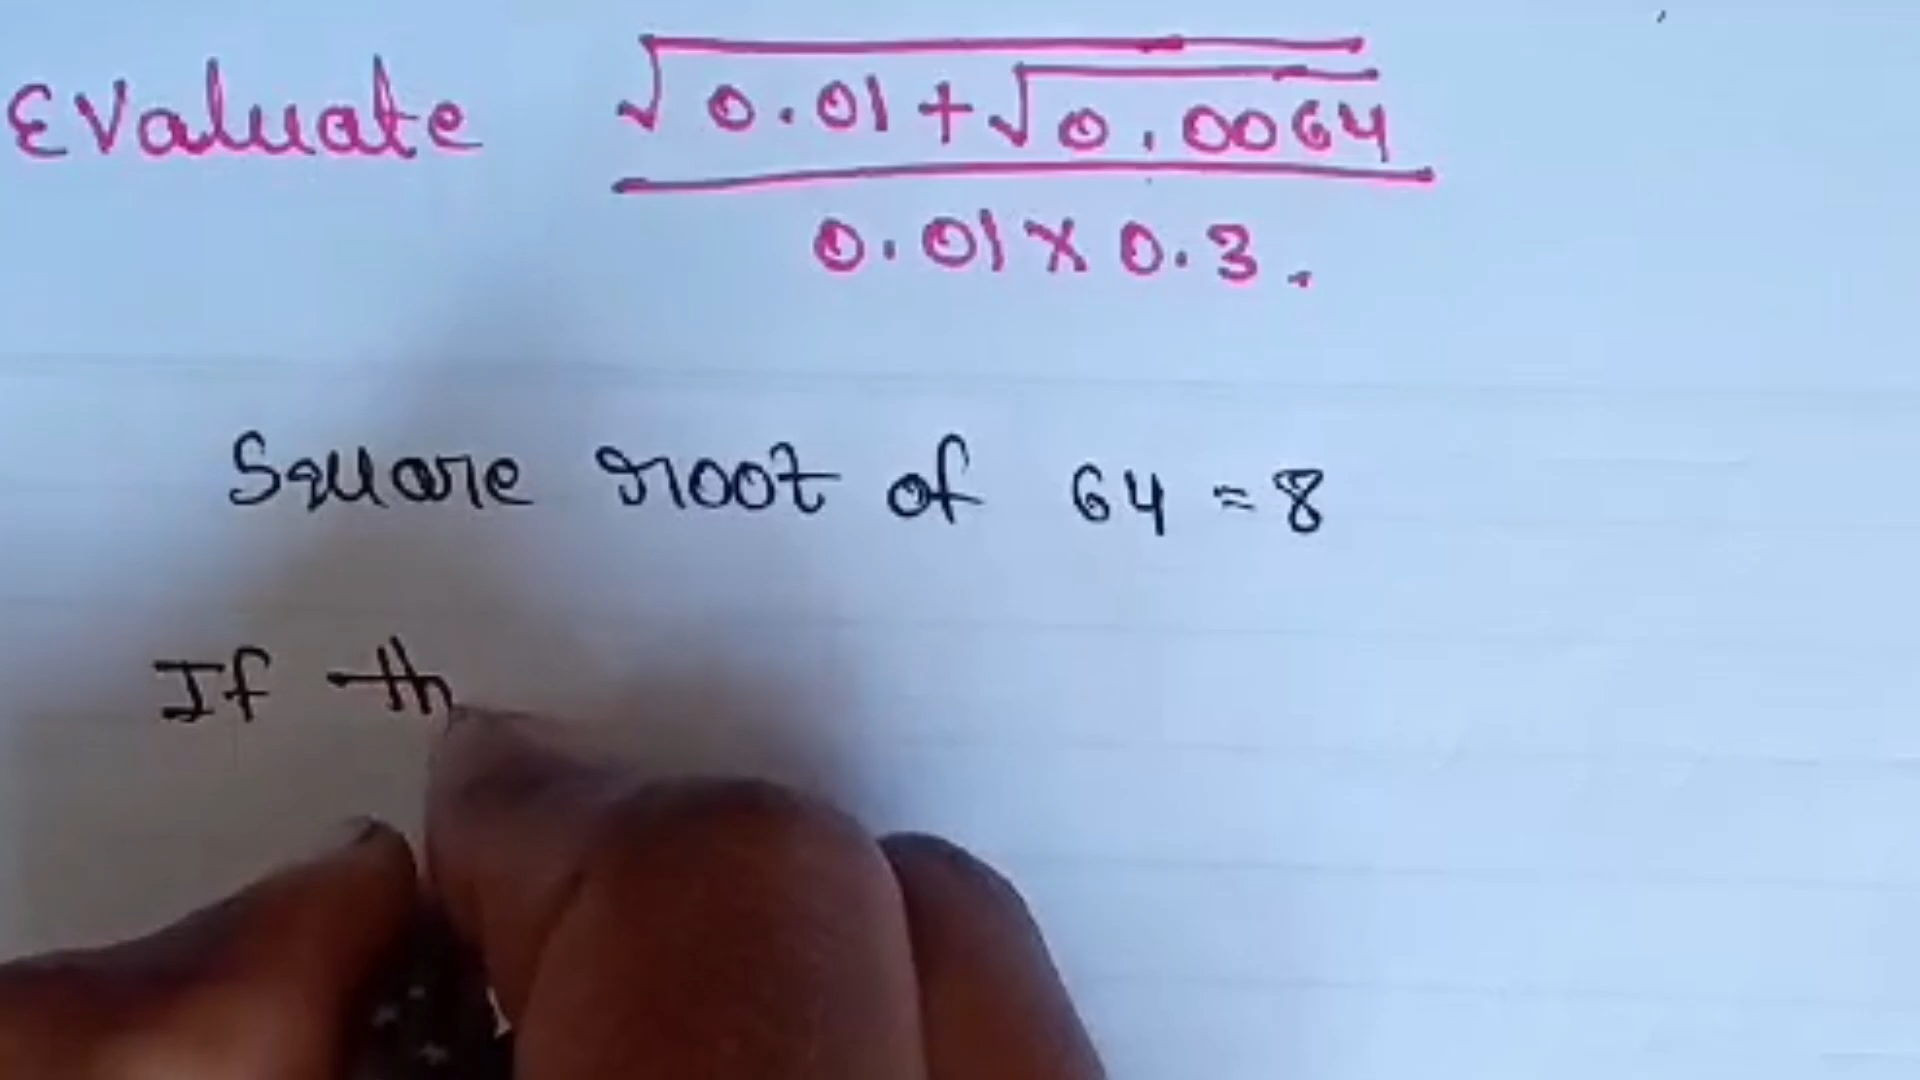 Evaluate √(0.01 + √0.0064)
0.01 × 0.3.
Square root of 64 = 8
If th